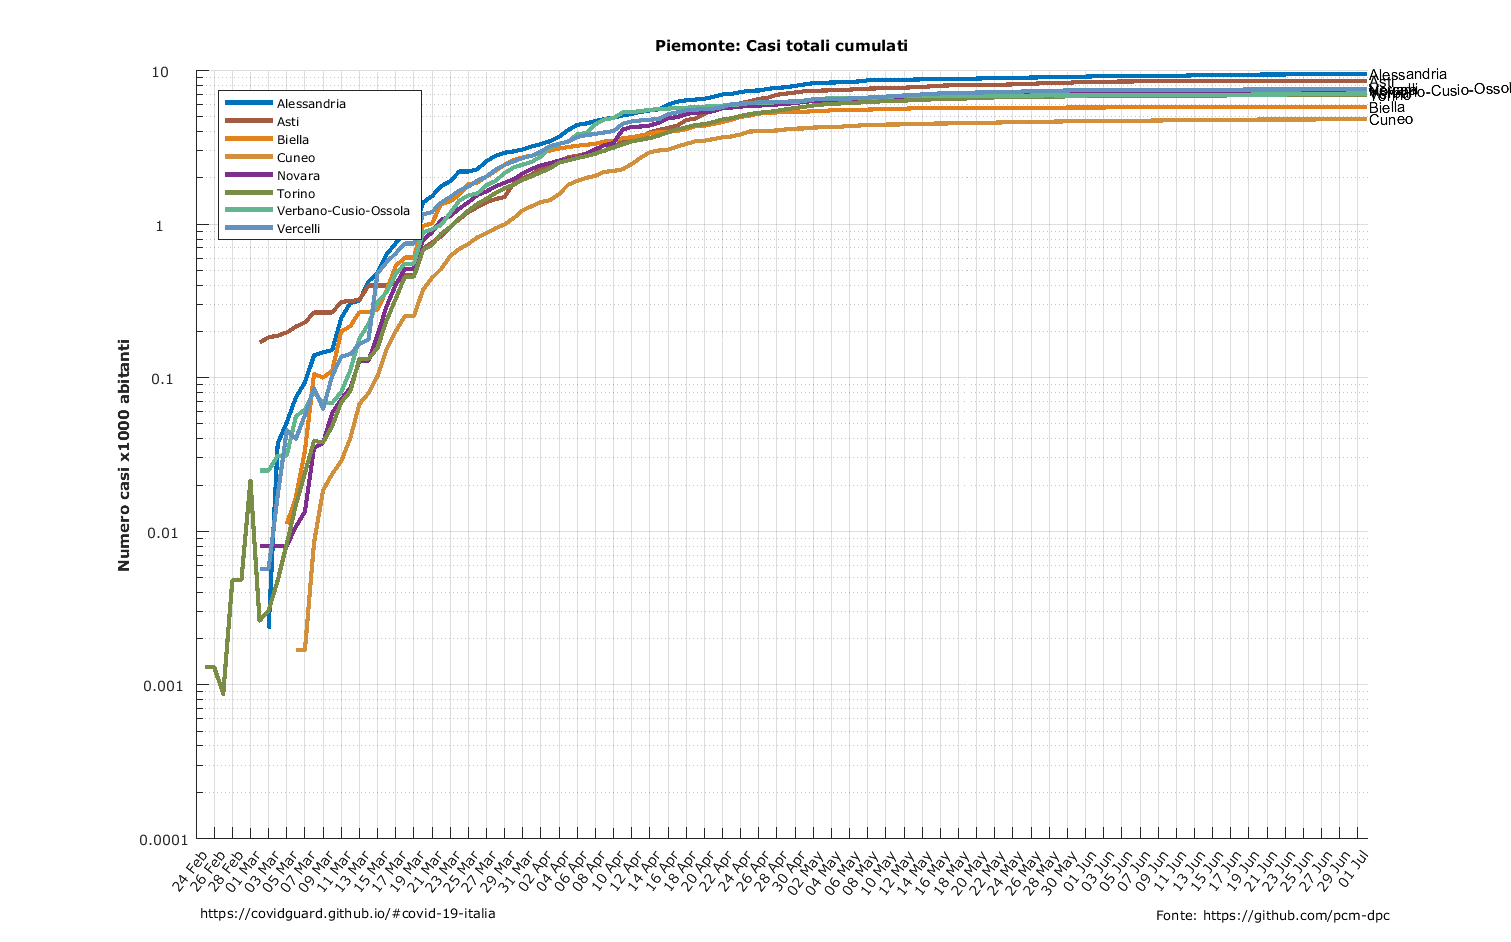 Piemonte: Casi totali cumulati
Numero casi x1000 abitanti
10
1
0.1
0.01
0.001
0.0001
Alessandria
Asti
Biella
Cuneo
Novara
Torino
Verbano-Cusio-Ossola
Vercelli
Alessandria
Asti
Verbano-Cusio-Ossol
Torino
Biella
Cuneo
24 Feb
26 Feb
28 Feb
01 Mar
03 Mar
05 Mar
07 Mar
09 Mar
11 Mar
13 Mar
15 Mar
17 Mar
19 Mar
21 Mar
23 Mar
25 Mar
27 Mar
29 Mar
31 Mar
02 Apr
04 Apr
06 Apr
08 Apr
10 Apr
12 Apr
14 Apr
16 Apr
18 Apr
20 Apr
22 Apr
24 Apr
26 Apr
28 Apr
30 Apr
02 May
04 May
06 May
08 May
10 May
12 May
14 May
16 May
18 May
20 May
22 May
24 May
26 May
28 May
30 May
01 Jun
03 Jun
05 Jun
07 Jun
09 Jun
11 Jun
13 Jun
15 Jun
17 Jun
19 Jun
21 Jun
23 Jun
25 Jun
27 Jun
29 Jun
01 Jul
https://covidguard.github.io/#covid-19-italia
Fonte: https://github.com/pcm-dpc